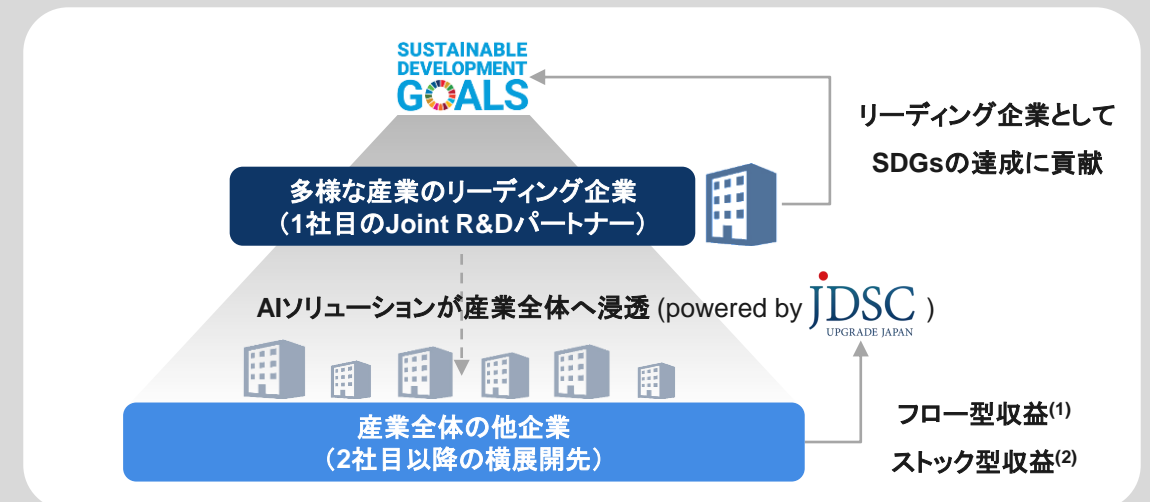 SUSTAINABLE
DEVELOPMENT
GOALS
リーディング企業として
SDGsの達成に貢献
多様な産業のリーディング企業
（1社目のJoint R&Dパートナー）
AIソリューションが産業全体へ浸透 (powered by JDSC )
UPGRADE JAPAN
産業全体の他企業
（2社目以降の横展開先）
フロー型収益(1)
ストック型収益(2)